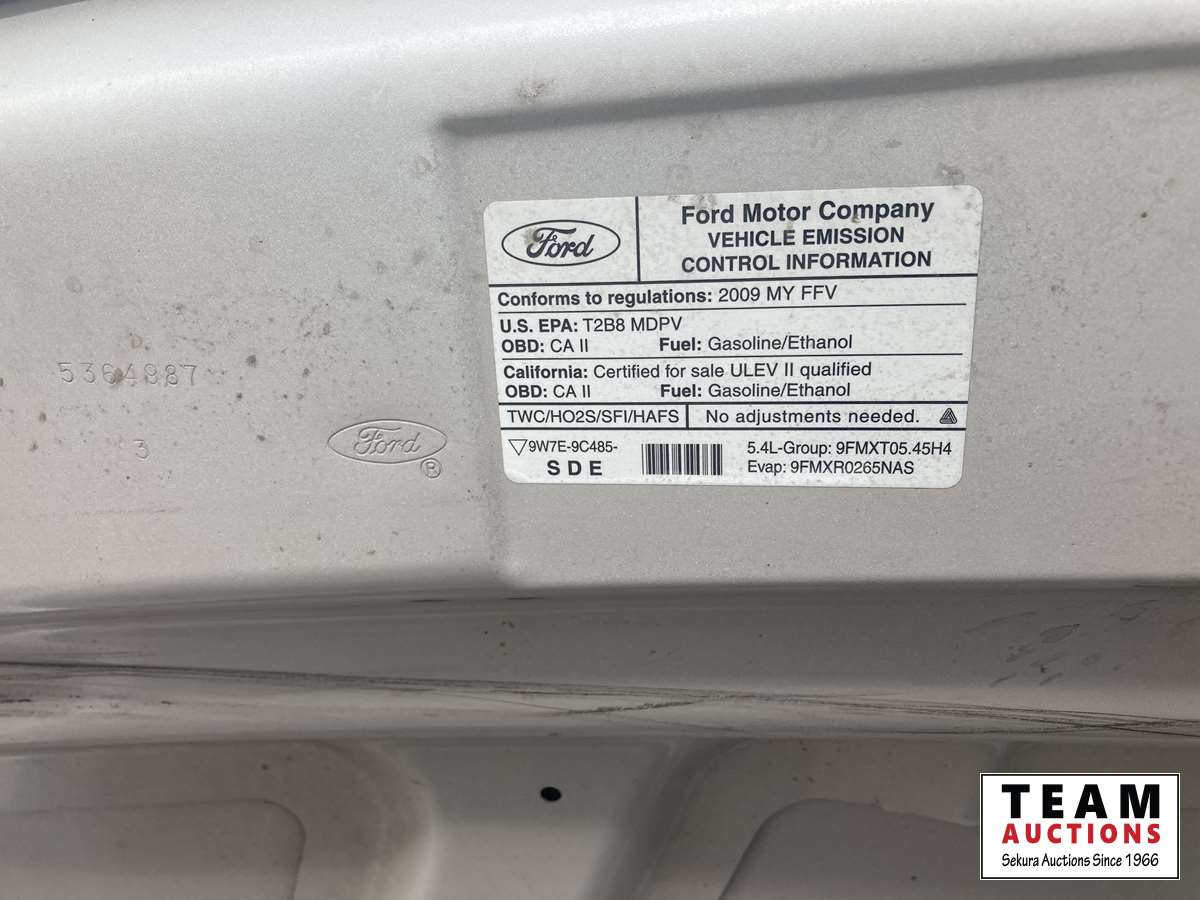 Ford
Ford Motor Company
VEHICLE EMISSION
CONTROL INFORMATION
Conforms to regulations: 2009 MY FFV
U.S. EPA: T2B8 MDPV
OBD: CA II Fuel: Gasoline/Ethanol
California: Certified for sale ULEV II qualified
OBD: CA II Fuel: Gasoline/Ethanol
TWC/HO2S/SFI/HAFS No adjustments needed.
9W7E-9C485-
SDE
5.4L-Group: 9FMXT05.45H4
Evap: 9FMXR0265NAS
5364987
3
Ford ®
TEAM
AUCTIONS
Sekura Auctions Since 1966